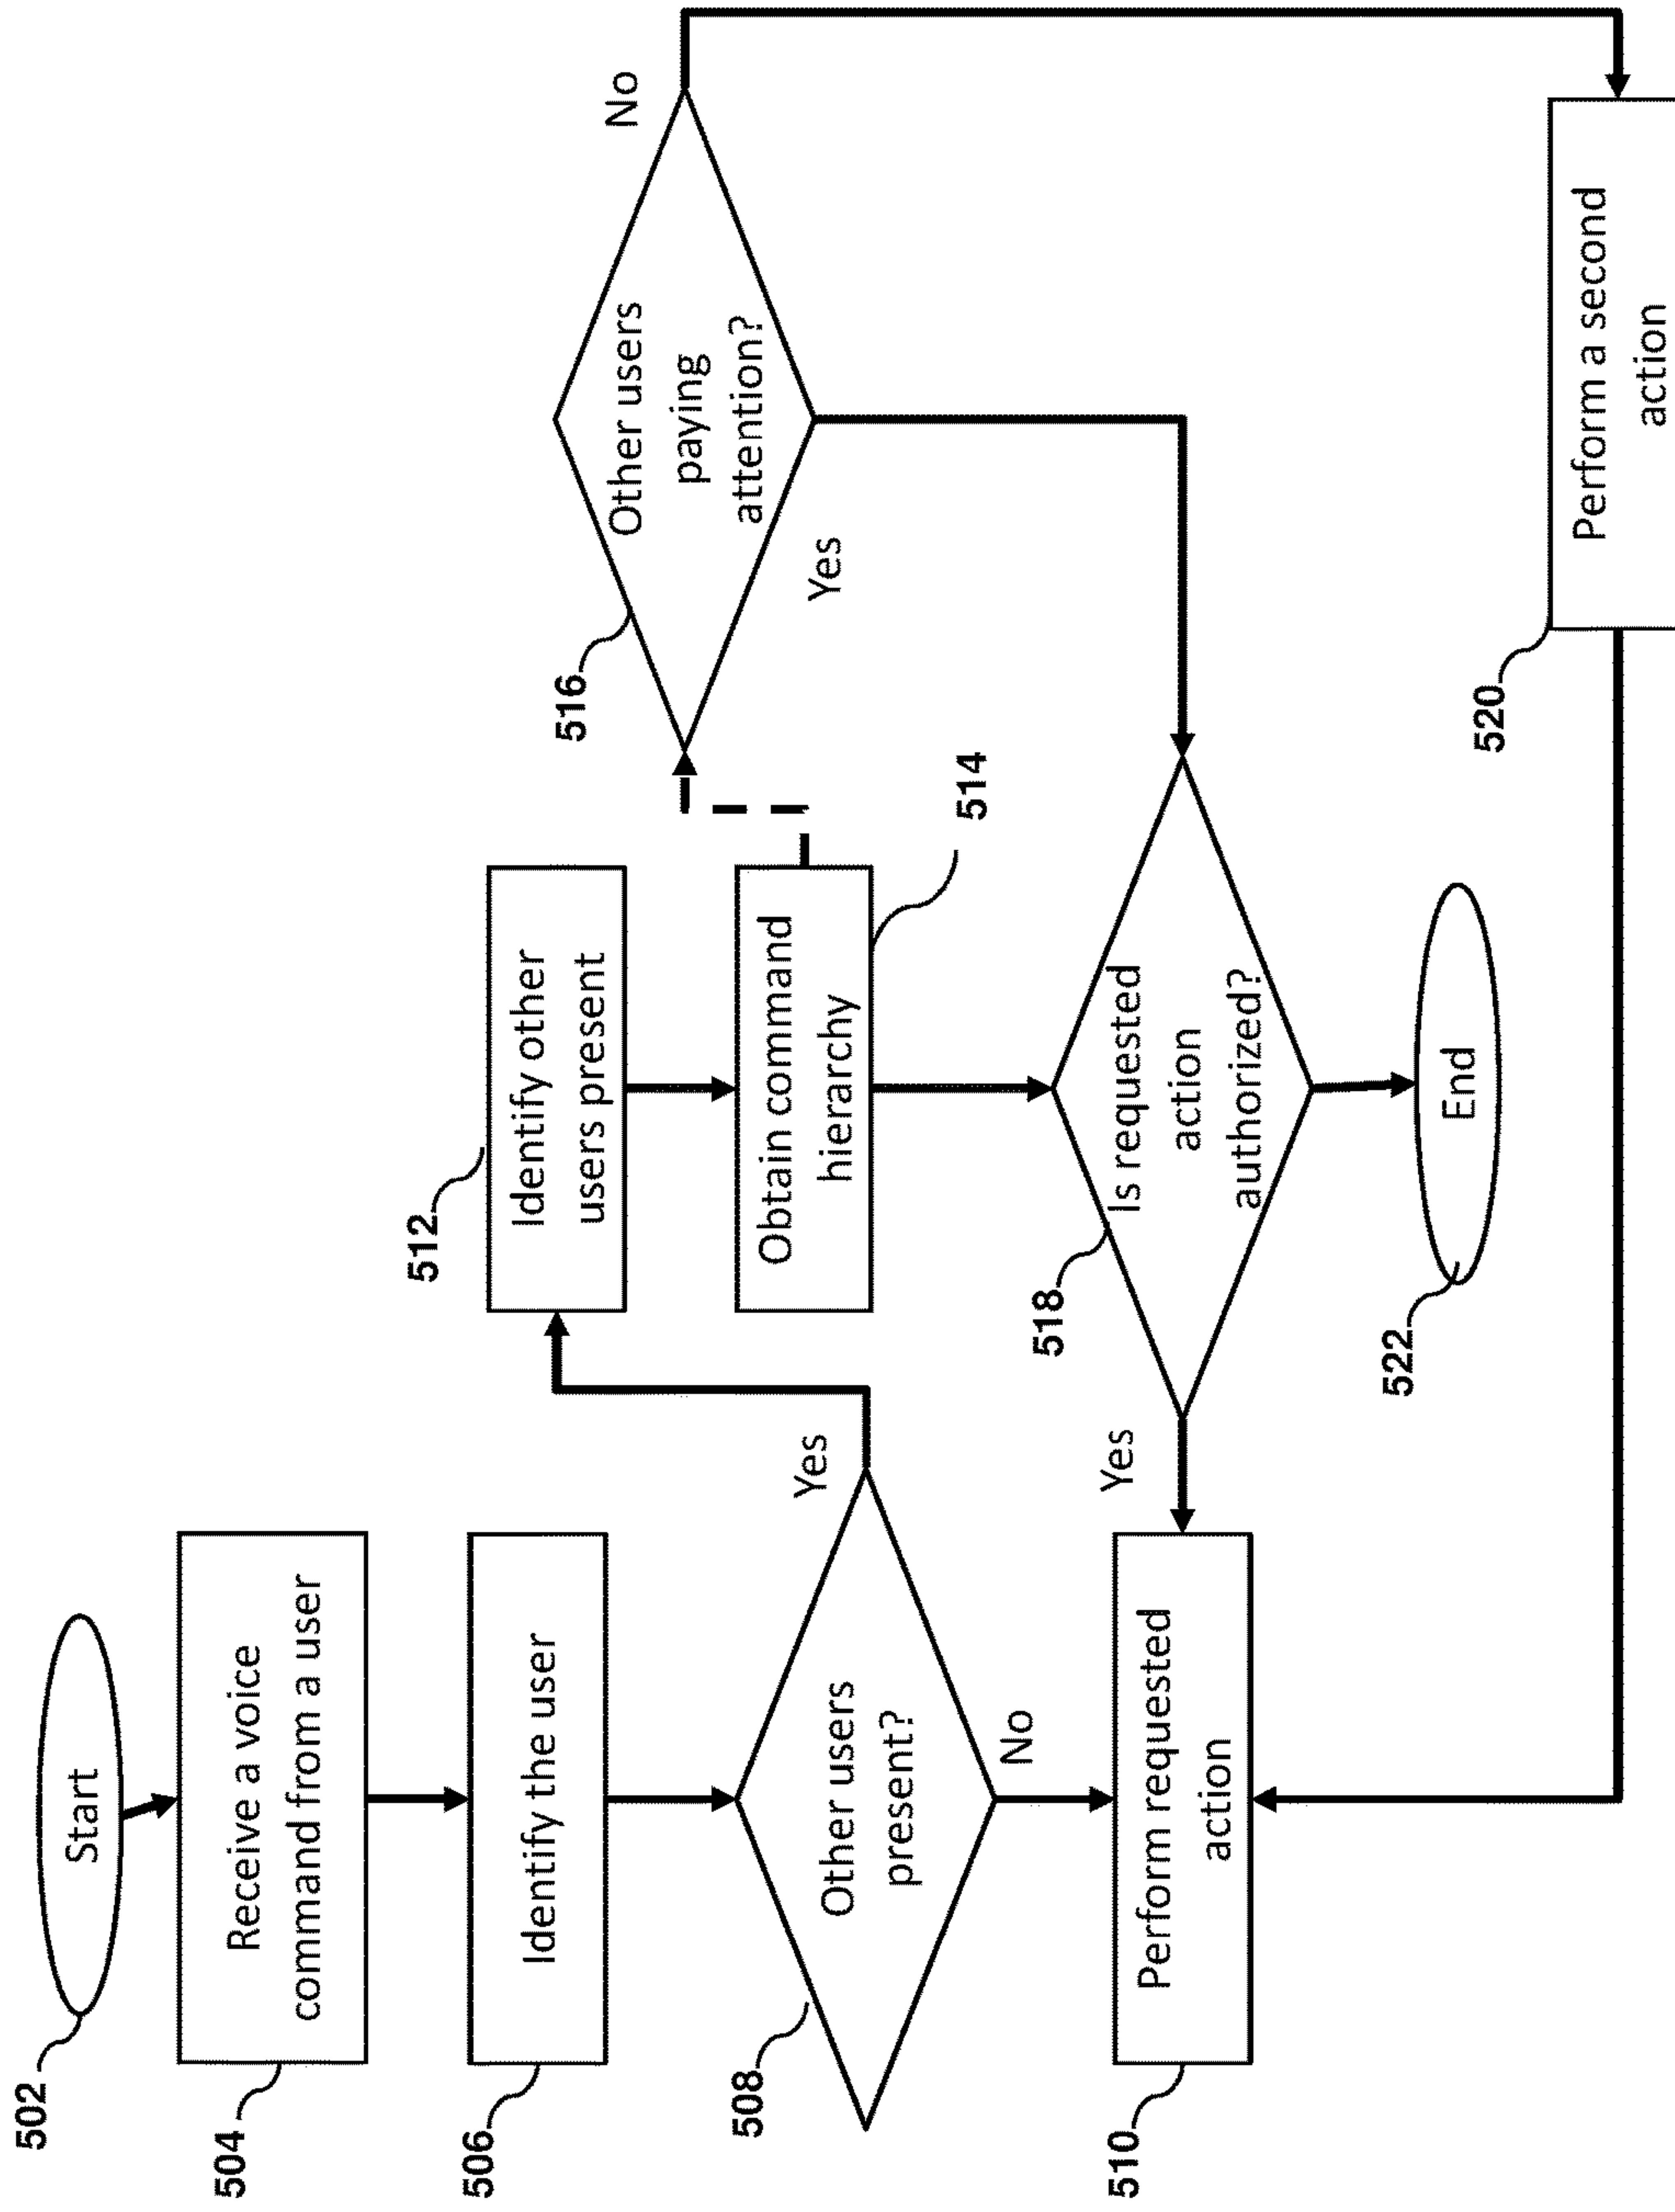 502
Start
504
Receive a voice
command from a user
506
Identify the user
508
Other users
present?
Yes
No
510
Perform requested
action
512
Identify other
users present
514
Obtain command
hierarchy
516
Other users
paying
attention?
No
Yes
518
Is requested
action
authorized?
Yes
522
End
520
Perform a second
action